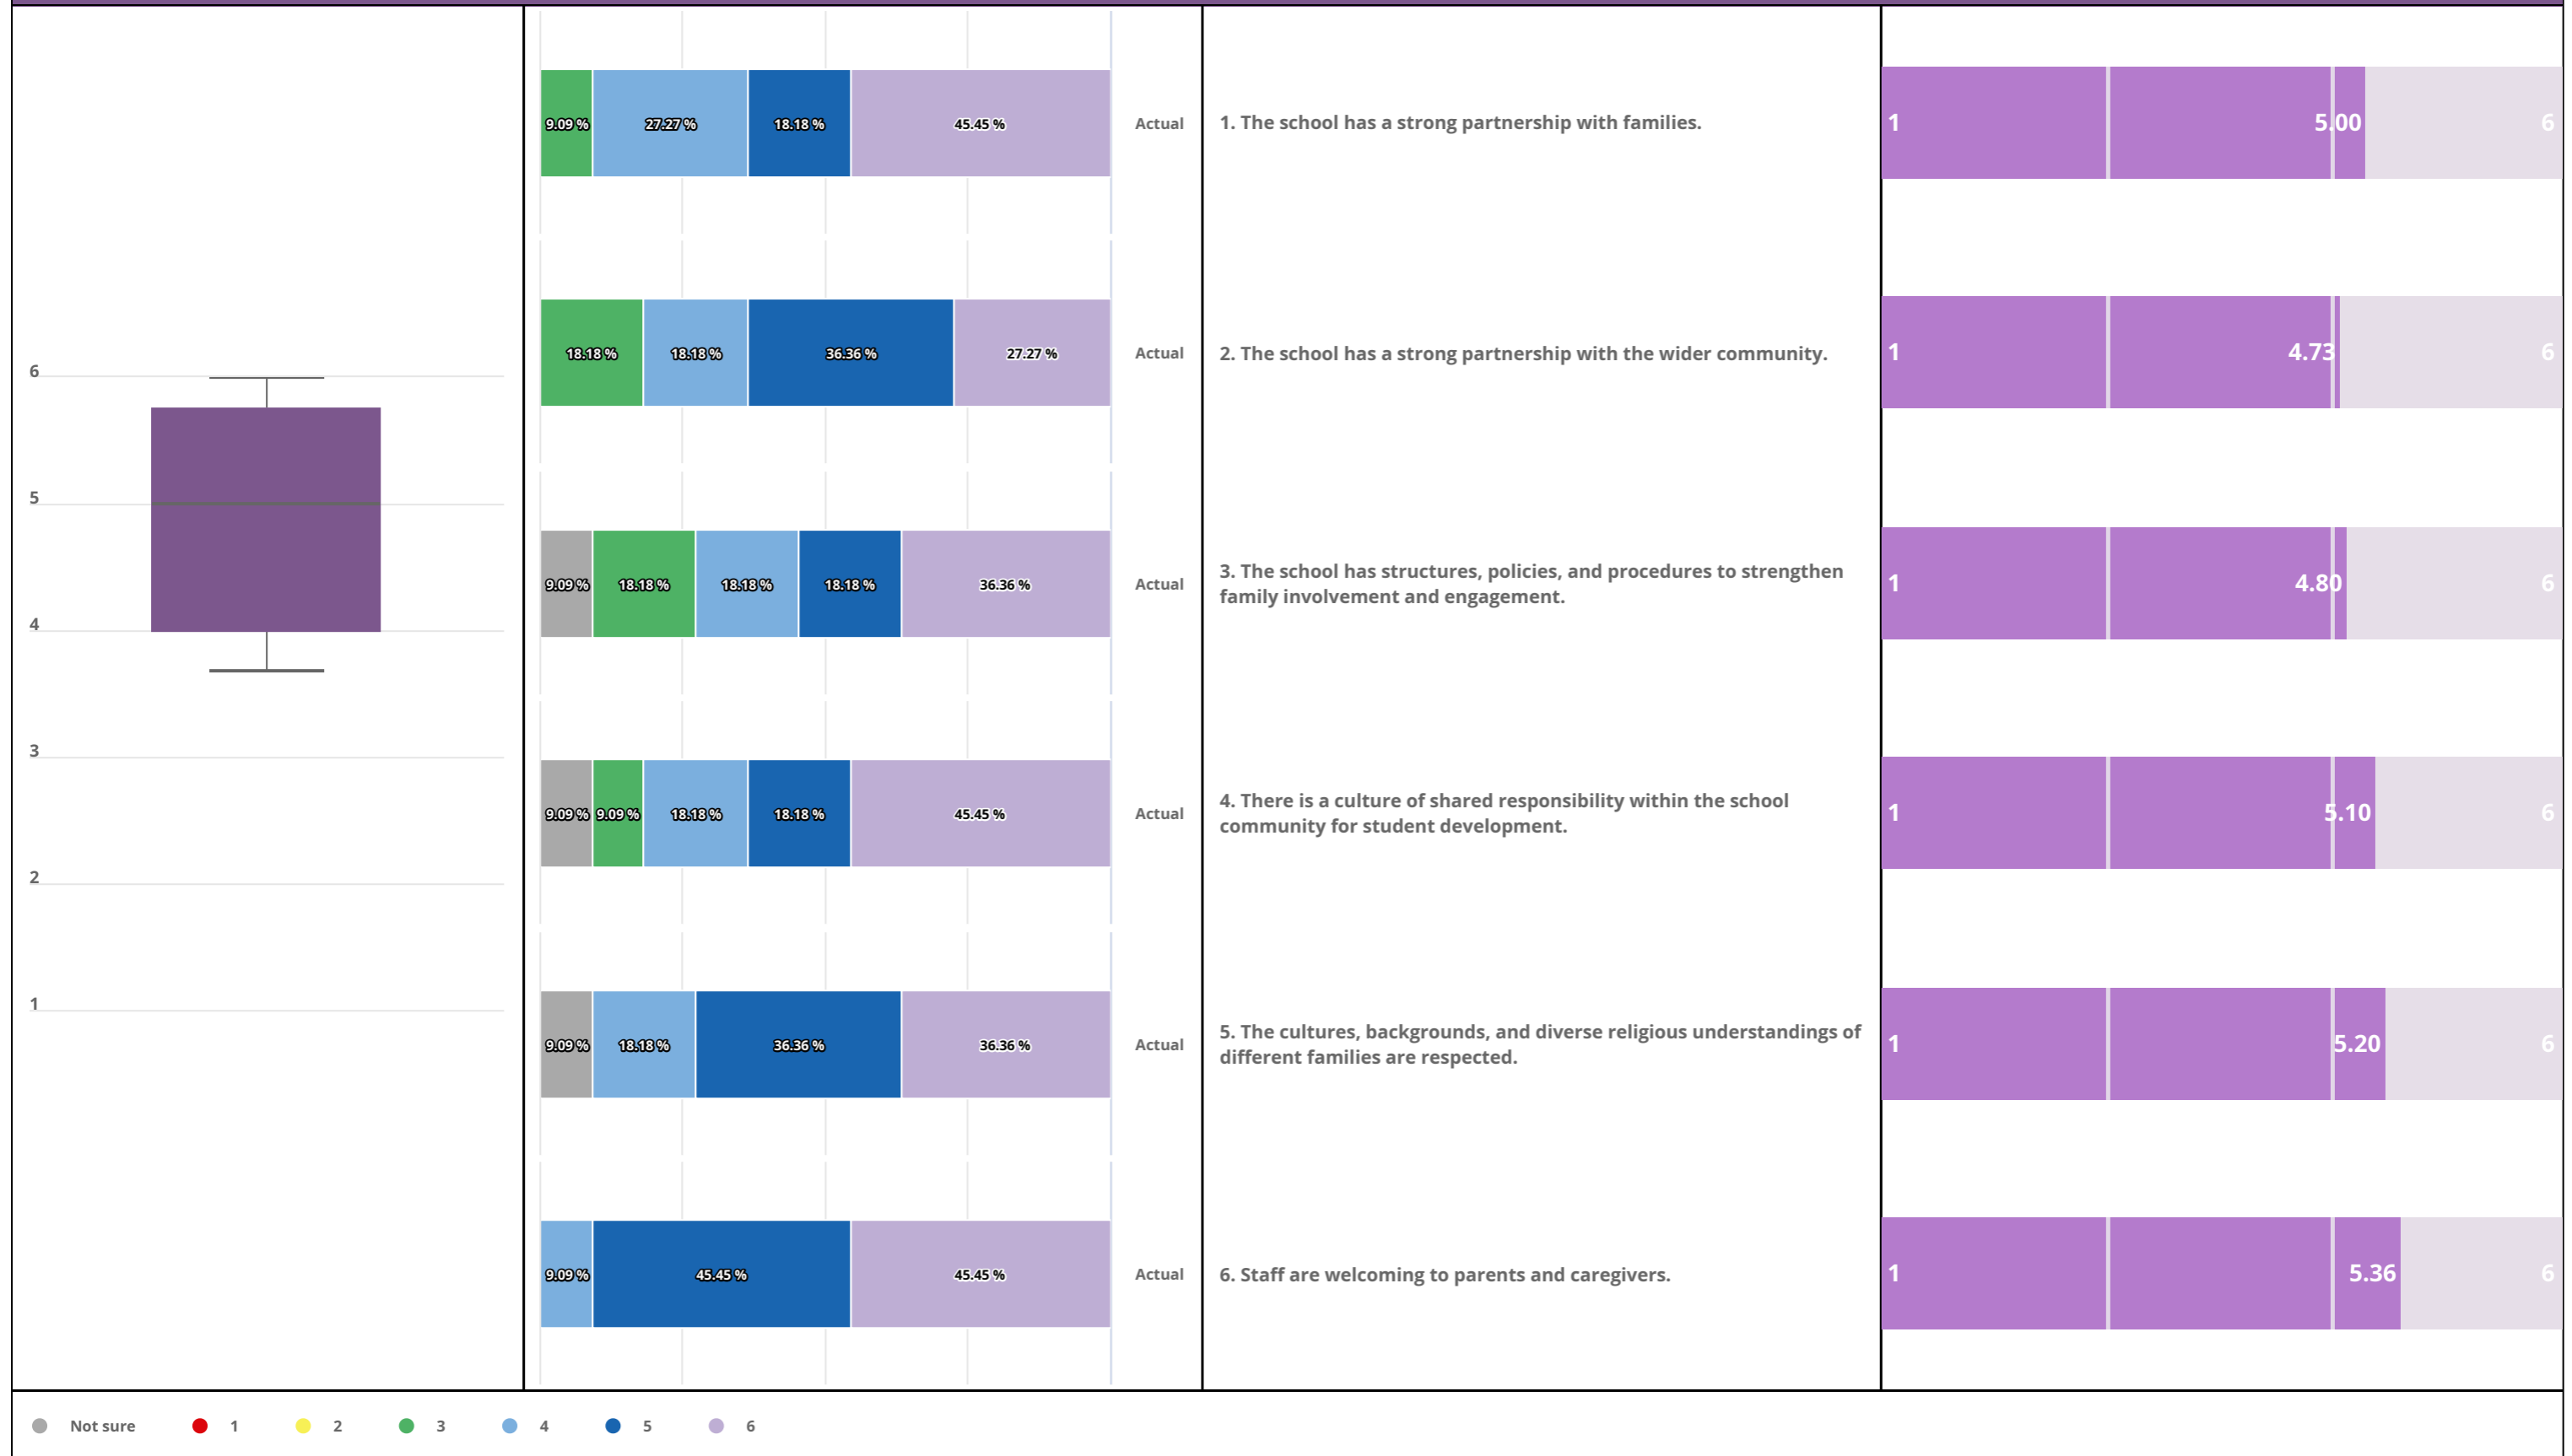 6
5
4
3
2
1
9.09 % 27.27 % 18.18 % 45.45 % Actual
1. The school has a strong partnership with families.
1 5.00 6
18.18 % 18.18 % 36.36 % 27.27 % Actual
2. The school has a strong partnership with the wider community.
1 4.73 6
9.09 % 18.18 % 18.18 % 18.18 % 36.36 % Actual
3. The school has structures, policies, and procedures to strengthen
family involvement and engagement.
1 4.80 6
9.09 % 9.09 % 18.18 % 18.18 % 45.45 % Actual
4. There is a culture of shared responsibility within the school
community for student development.
1 5.10 6
9.09 % 18.18 % 36.36 % 36.36 % Actual
5. The cultures, backgrounds, and diverse religious understandings of
different families are respected.
1 5.20 6
9.09 % 45.45 % 45.45 % Actual
6. Staff are welcoming to parents and caregivers.
1 5.36 6
Not sure 1 2 3 4 5 6